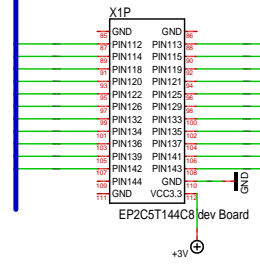 X1P
85 GND GND 86
87 PIN112 PIN113 88
89 PIN114 PIN115 90
91 PIN118 PIN119 92
93 PIN120 PIN121 94
95 PIN122 PIN125 96
97 PIN126 PIN129 98
99 PIN132 PIN133 100
101 PIN134 PIN135 102
103 PIN136 PIN137 104
105 PIN139 PIN141 106
107 PIN142 PIN143 108
109 PIN144 GND 110 GND
111 GND VCC3.3 112
EP2C5T144C8 dev Board
+3V